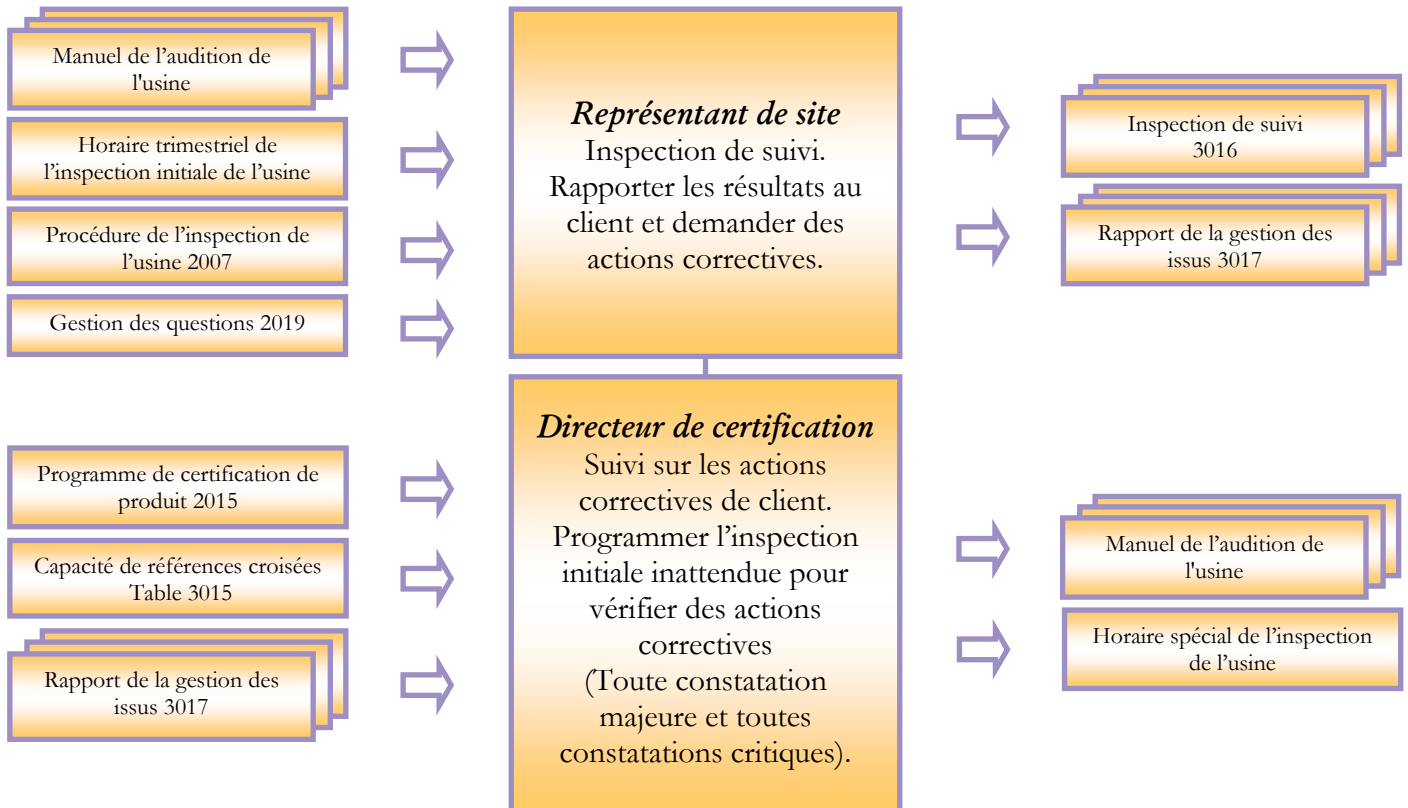 Manuel de l’audition de
l'usine
Horaire trimestriel de
l’inspection initiale de l’usine
Procédure de l’inspection de
l’usine 2007
Gestion des questions 2019
Représentant de site
Inspection de suivi.
Rapporter les résultats au
client et demander des
actions correctives.
Inspection de suivi
3016
Rapport de la gestion des
issus 3017
Programme de certification de
produit 2015
Capacité de références croisées
Table 3015
Rapport de la gestion des
issus 3017
Directeur de certification
Suivi sur les actions
correctives de client.
Programmer l’inspection
initiale inattendue pour
vérifier des actions
correctives
(Toute constatation
majeure et toutes
constatations critiques).
Manuel de l’audition de
l'usine
Horaire spécial de l’inspection
de l’usine